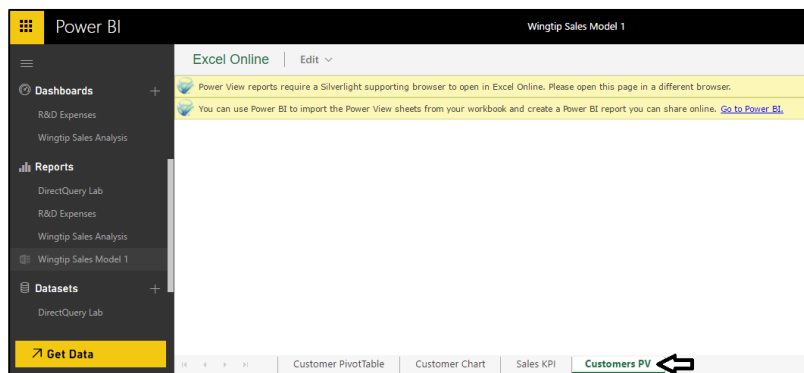 Power BI
Wingtip Sales Model 1
Excel Online Edit
Power View reports require a Silverlight supporting browser to open in Excel Online. Please open this page in a different browser.
You can use Power BI to import the Power View sheets from your workbook and create a Power BI report you can share online. Go to Power BI.
Dashboards
R&D Expenses
Wingtip Sales Analysis
Reports
DirectQuery Lab
R&D Expenses
Wingtip Sales Analysis
Wingtip Sales Model 1
Datasets
DirectQuery Lab
Get Data
Customer PivotTable Customer Chart Sales KPI Customers PV